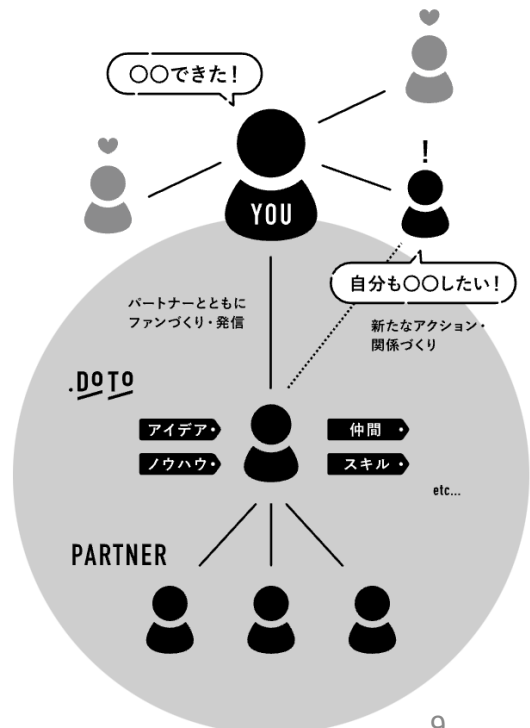 〇〇できた!
!
YOU
自分も〇〇したい!
パートナーとともに
ファンづくり・発信
新たなアクション・
関係づくり
.DOTO
アイデア
仲間
ノウハウ
スキル
etc...
PARTNER
9